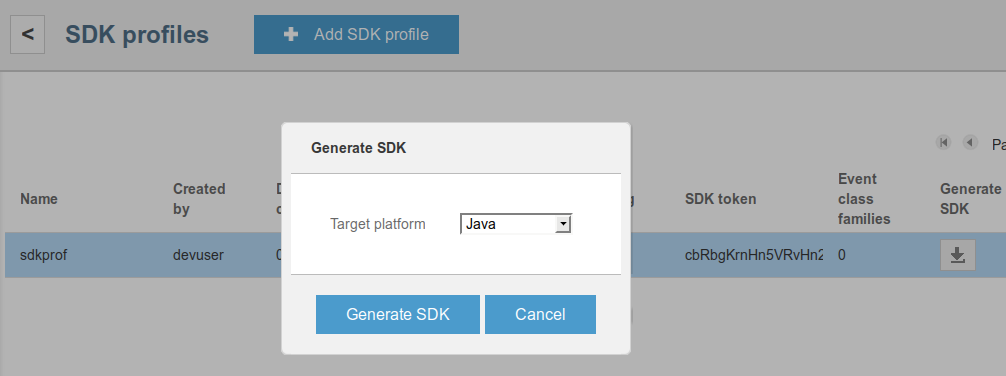 < SDK profiles Add SDK profile
Pa
Generate SDK
Name Created by SDK token Event class families Generate SDK
Target platform Java
sdkprof devuser cbRbgKrnHn5VRvHn2 0
Generate SDK Cancel